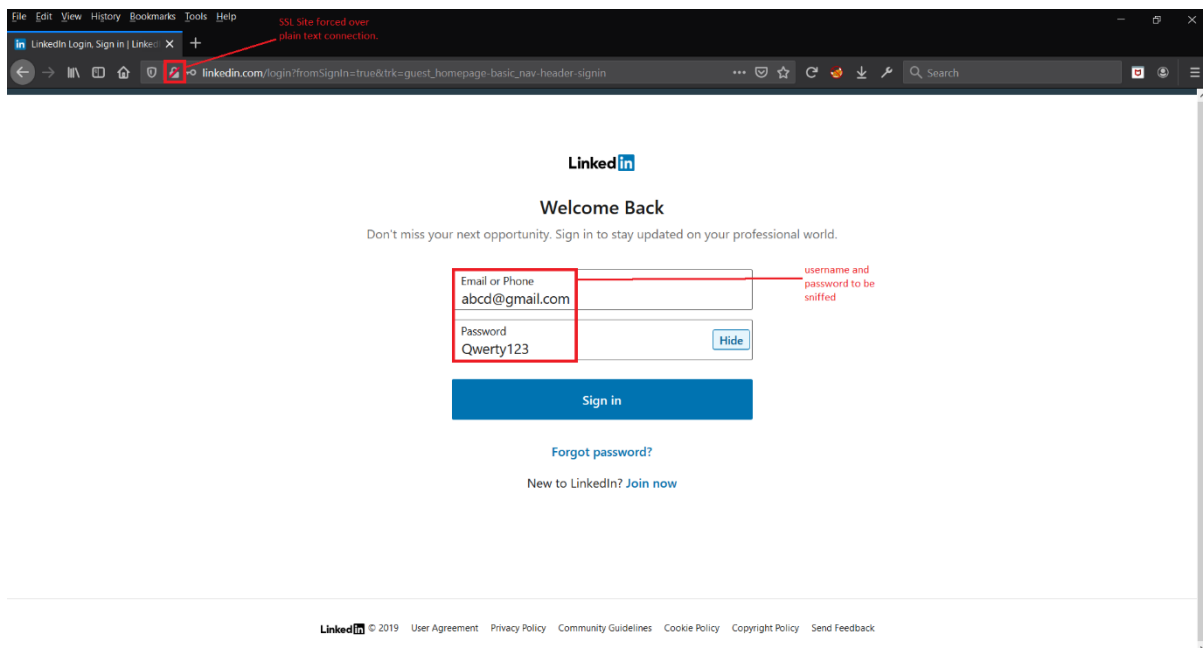 File Edit View History Bookmarks Tools Help
SSL Site forced over
plain text connection.
in LinkedIn Login, Sign in | Linked
linkedin.com/login?fromSignIn=true&trk=guest_homepage-basic_nav-header-signin
Search
Linked in
Welcome Back
Don't miss your next opportunity. Sign in to stay updated on your professional world.
Email or Phone
abcd@gmail.com
username and
password to be
sniffed
Password
Qwerty123
Hide
Sign in
Forgot password?
New to LinkedIn? Join now
Linked in © 2019 User Agreement Privacy Policy Community Guidelines Cookie Policy Copyright Policy Send Feedback